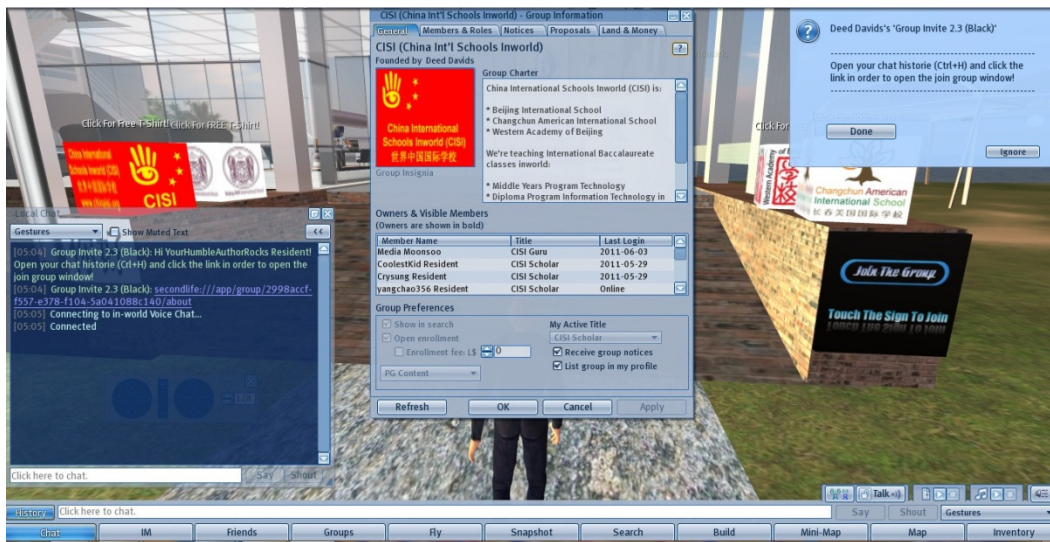 CISI (China Int'l Schools Inworld) - Group Information
General
Members & Roles
Notices
Proposals
Land & Money
CISI (China Int'l Schools Inworld)
?
Founded by Deed Davids
China International
Schools Inworld (CISI)
世界中国国际学校
Group Insignia
Group Charter
China International Schools Inworld (CISI) is:
* Beijing International School
* Changchun American International School
* Western Academy of Beijing
We're teaching International Baccalaureate
classes inworld:
* Middle Years Program Technology
* Diploma Program Information Technology in
Owners & Visible Members
(Owners are shown in bold)
Member Name Title Last Login
Media Moonsoo CISI Guru 2011-06-03
CoolestKid Resident CISI Scholar 2011-05-29
Crysung Resident CISI Scholar 2011-05-29
yangchao356 Resident CISI Scholar Online
Group Preferences
Show in search
Open enrollment
Enrollment fee: L$ 0
PG Content
My Active Title
CISI Scholar
Receive group notices
List group in my profile
Refresh
OK
Cancel
Apply
Deed Davids's 'Group Invite 2.3 (Black)'
Open your chat historie (Ctrl+H) and click the
link in order to open the join group window!
Done
Ignore
Click For Free T-Shirt!
Click For FREE T-Shirt!
China International
Schools Inworld (CISI)
CISI
Click For
Western Academy
Changchun American
International School
长春美国国际学校
Join The Group
Touch The Sign To Join
Local Chat
Gestures
Show Muted Text
<<
[05:04] Group Invite 2.3 (Black): Hi YourHumbleAuthorRocks Resident!
Open your chat historie (Crl+H) and click the link in order to open the
join group window!
[05:04] Group Invite 2.3 (Black): secondlife:///app/group/2998accf-
f557-e378-f104-5a041088c140/about
[05:05] Connecting to in-world Voice Chat...
[05:05] Connected
Click here to chat.
Say
Shout
Talk
History
Click here to chat.
Say
Shout
Gestures
Chat
IM
Friends
Groups
Fly
Snapshot
Search
Build
Mini-Map
Map
Inventory